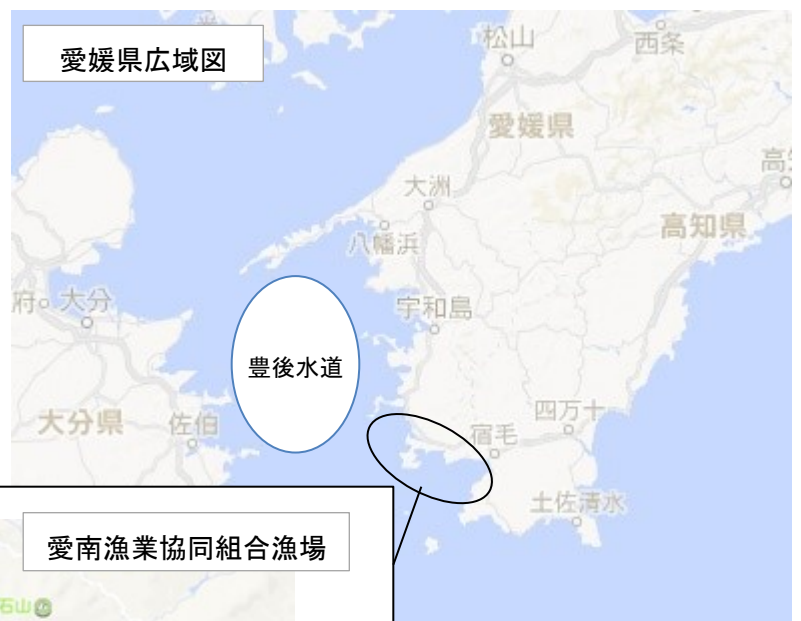 愛媛県広域図
松山
西条
愛媛県
大洲
高
八幡浜
高知県
府
大分
宇和島
豊後水道
大分県
佐伯
四万十
宿毛
土佐清水
愛南漁業協同組合漁場
石山